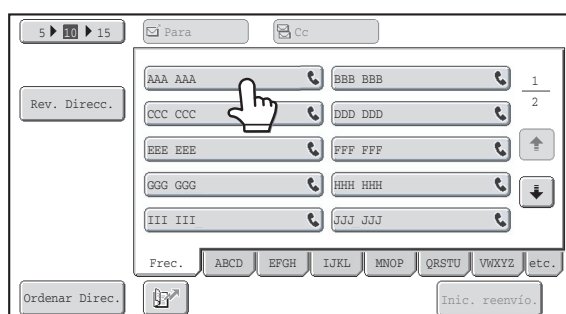 5 10 15
Para
Cc
Rev. Direcc.
AAA AAA
BBB BBB
1
2
CCC CCC
DDD DDD
EEE EEE
FFF FFF
GGG GGG
HHH HHH
III III
JJJ JJJ
Frec.
ABCD
EFGH
IJKL
MNOP
QRSTU
VWXYZ
etc.
Ordenar Direc.
Inic. reenvío.